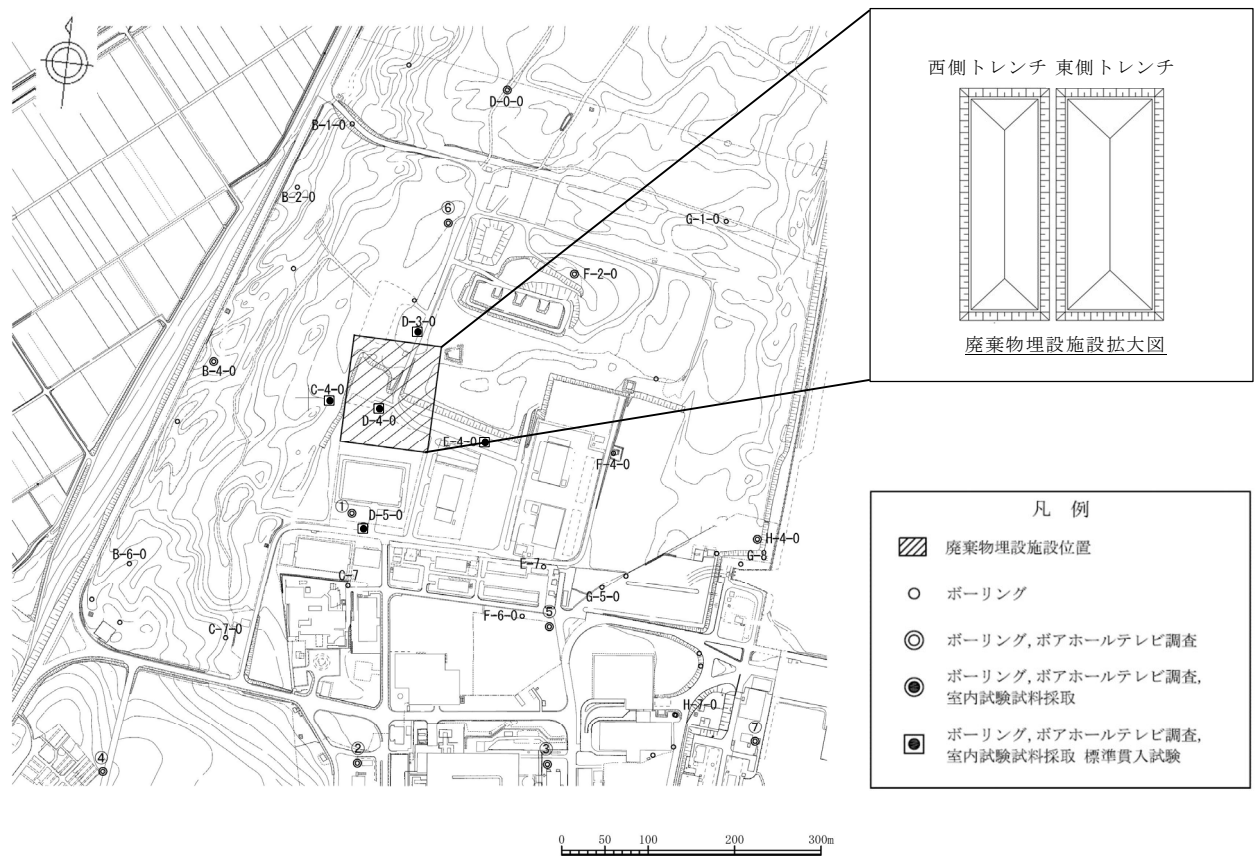 西側トレンチ 東側トレンチ
廃棄物埋設施設拡大図
D-0-0
B-1-0
B-2-0
⑥
G-1-0
F-2-0
D-3-0
B-4-0
C-4-0
D-4-0
E-4-0
F-4-0
①
D-5-0
H-4-0
G-8
B-6-0
E-7
C-7
G-5-0
F-6-0
⑤
C-7-0
H-7-0
⑦
②
③
④
凡 例
廃棄物埋設施設位置
ボーリング
ボーリング,ボアホールテレビ調査
ボーリング,ボアホールテレビ調査,
室内試験試料採取
ボーリング,ボアホールテレビ調査,
室内試験試料採取 標準貫入試験
0 50 100 200 300m